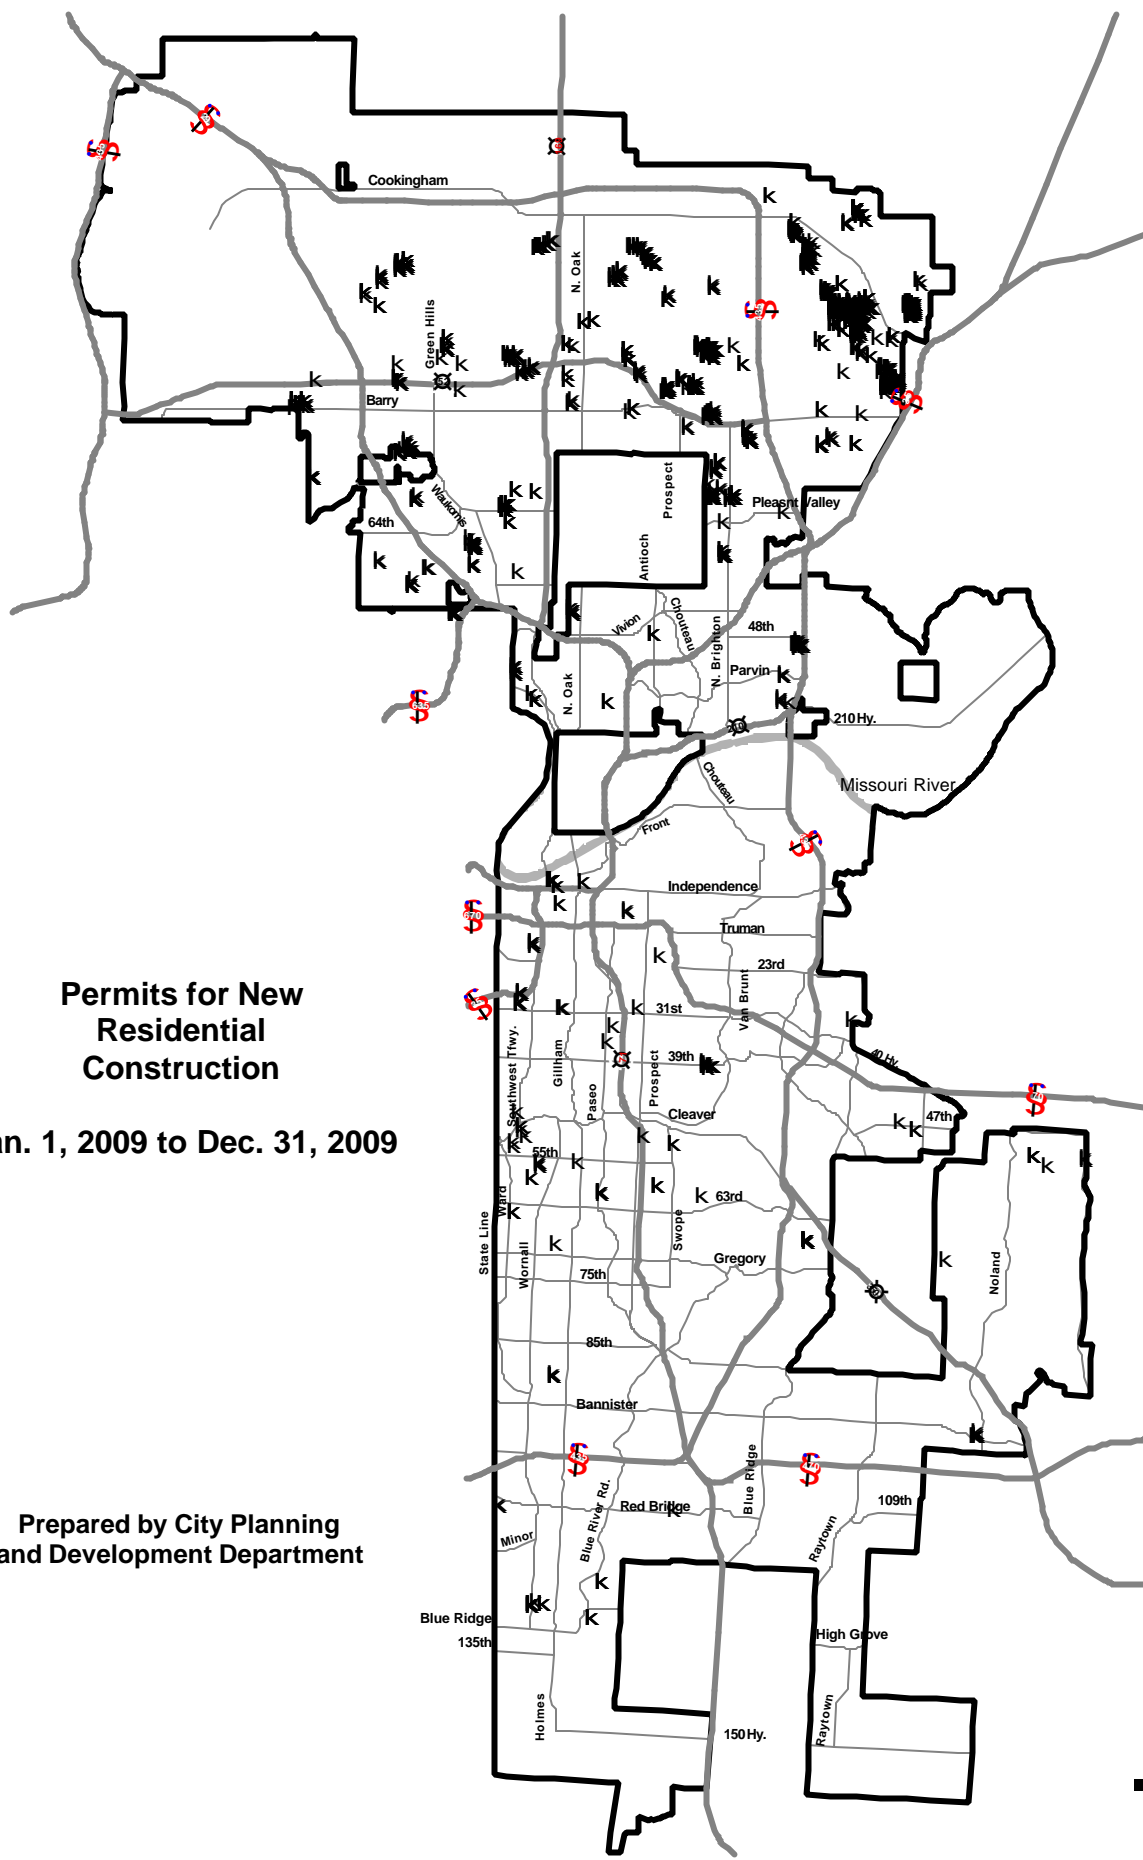 Cookingham
N. Oak
Green Hills
Barry
Prospect
Waukomis
Pleasnt Valley
64th
Antioch
Chouteau
Vivion
48th
N. Brighton
Parvin
N. Oak
210 Hy.
635
210
Chouteau
Missouri River
Front
Independence
670
Truman
23rd
Van Brunt
Permits for New
Residential
Construction
31st
Southwest Tfwy.
Gillham
39th
Prospect
40 Hy.
Paseo
70
Cleaver
47th
an. 1, 2009 to Dec. 31, 2009
55th
63rd
Ward
Swope
State Line
Wornall
Gregory
Noland
75th
85th
Bannister
Blue Ridge
Blue River Rd.
Red Bridge
109th
Raytown
Prepared by City Planning
and Development Department
Minor
Blue Ridge
High Grove
135th
Holmes
Raytown
150 Hy.